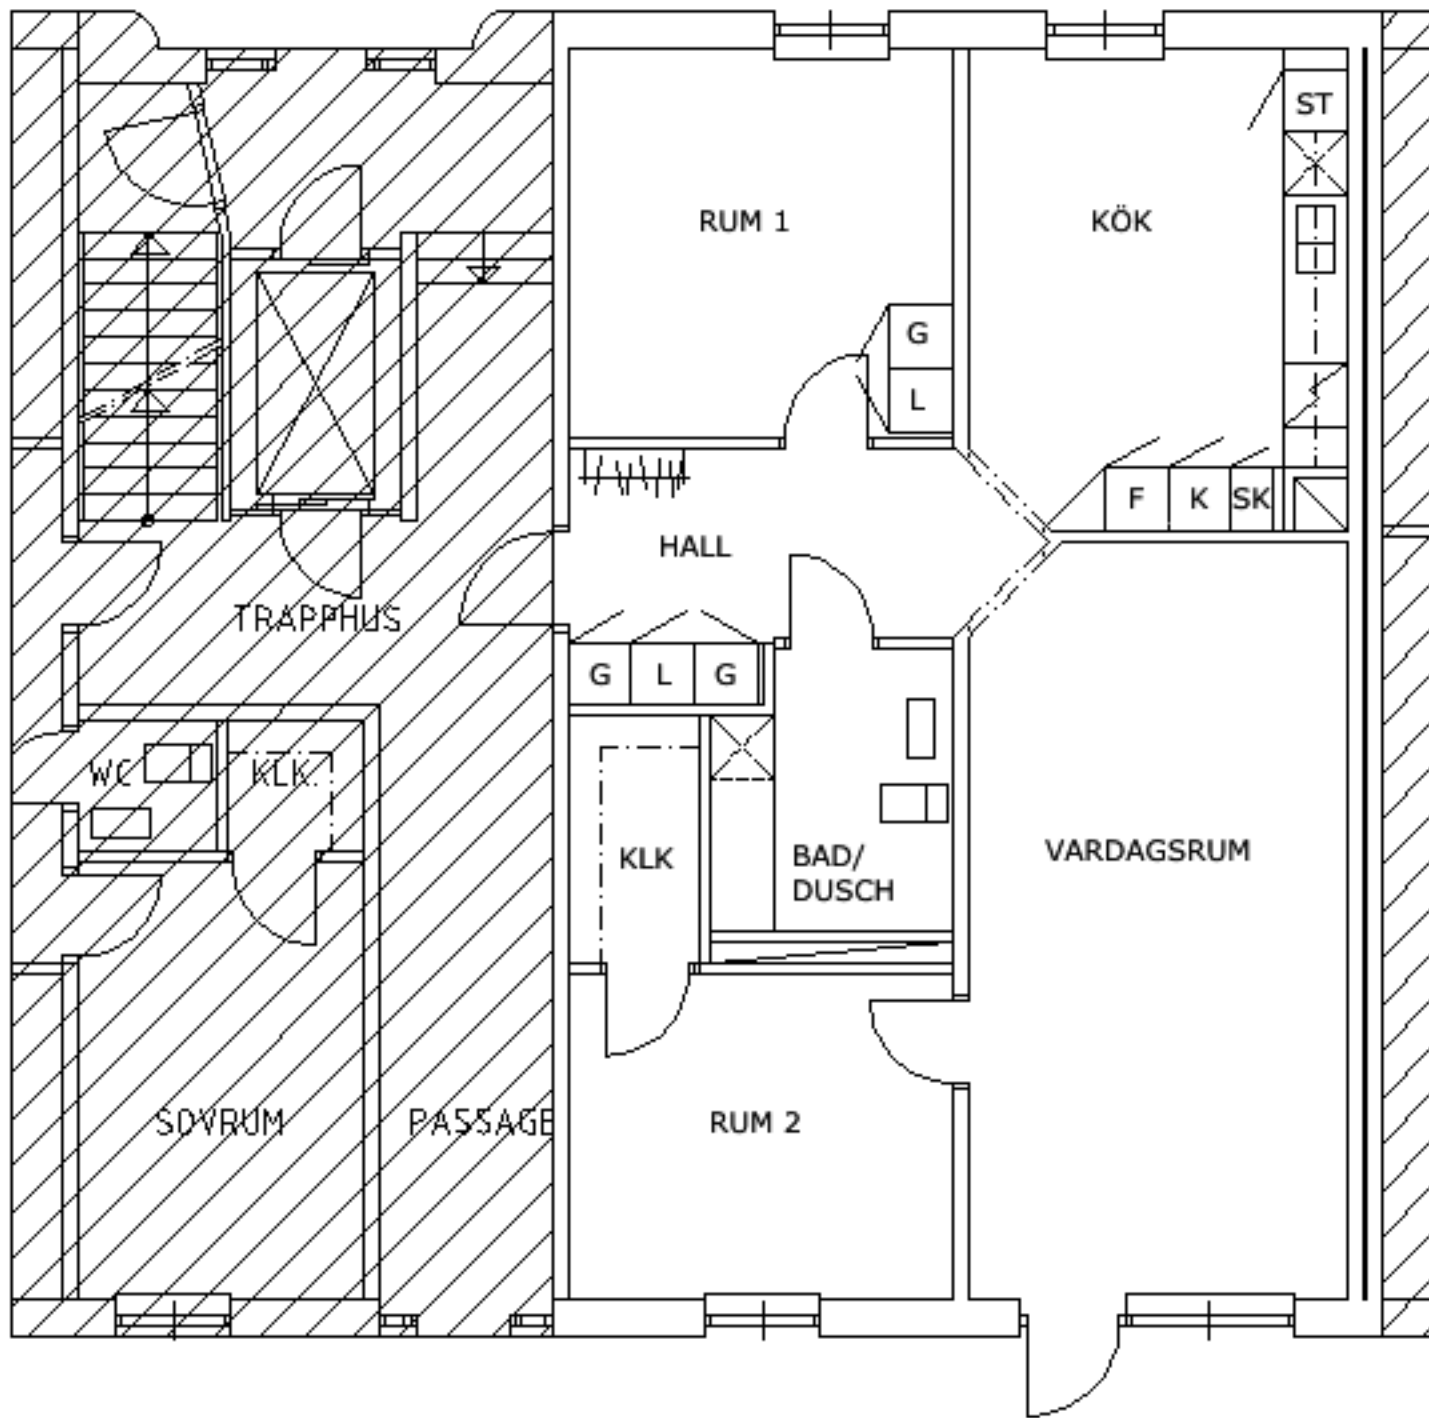 ST
RUM 1
KÖK
G
L
F
K
SK
HALL
TRAPPHUS
G
L
G
WC
KLK.
KLK
BAD/
DUSCH
VARDAGSRUM
SOVRUM
PASSAGE
RUM 2